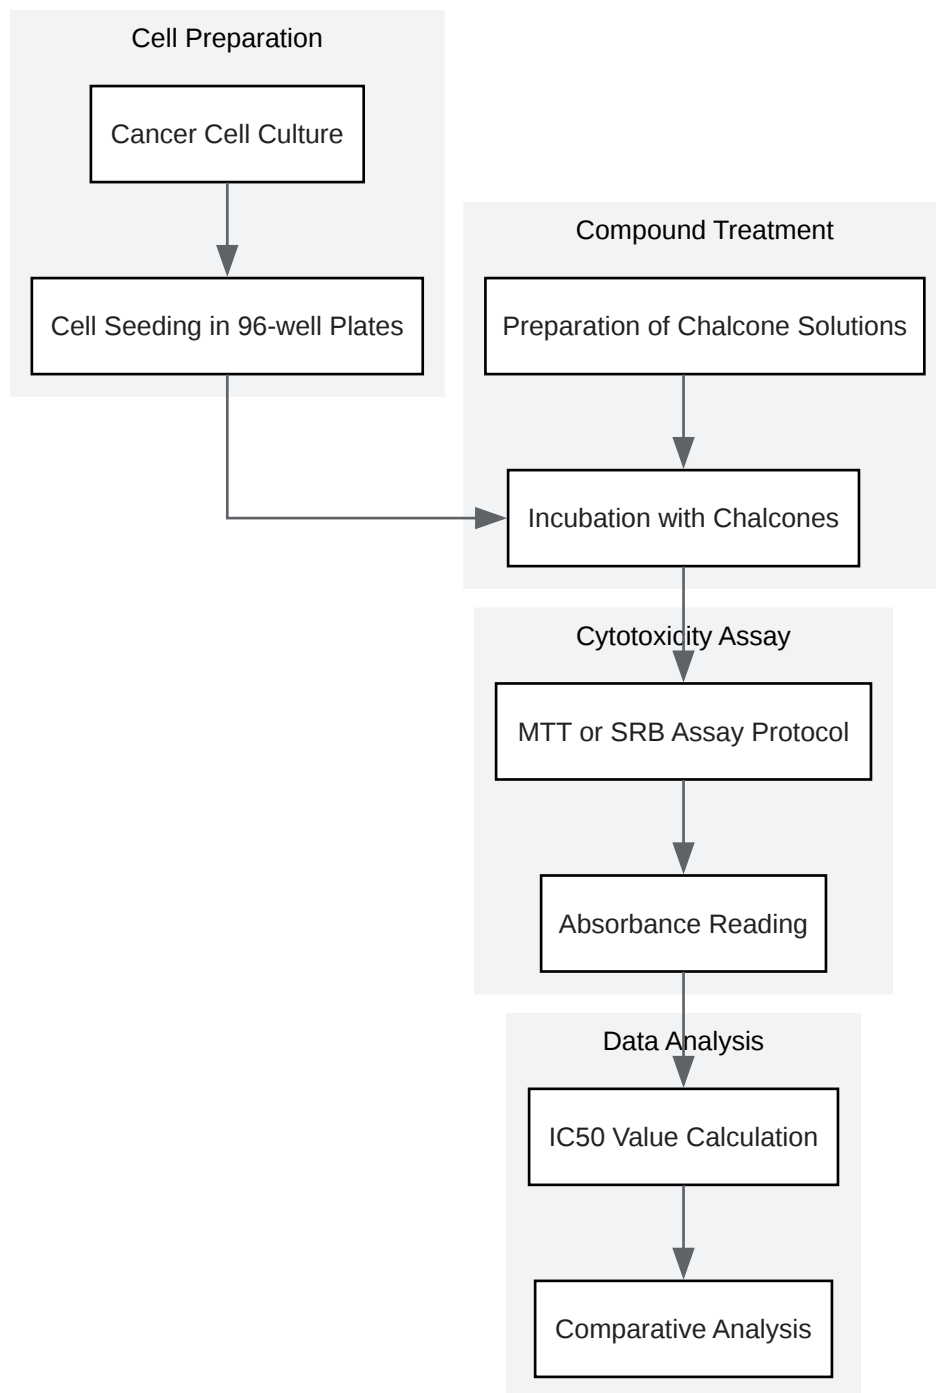 Cell Preparation
Cancer Cell Culture
Cell Seeding in 96-well Plates
Compound Treatment
Preparation of Chalcone Solutions
Incubation with Chalcones
Cytotoxicity Assay
MTT or SRB Assay Protocol
Absorbance Reading
Data Analysis
IC50 Value Calculation
Comparative Analysis